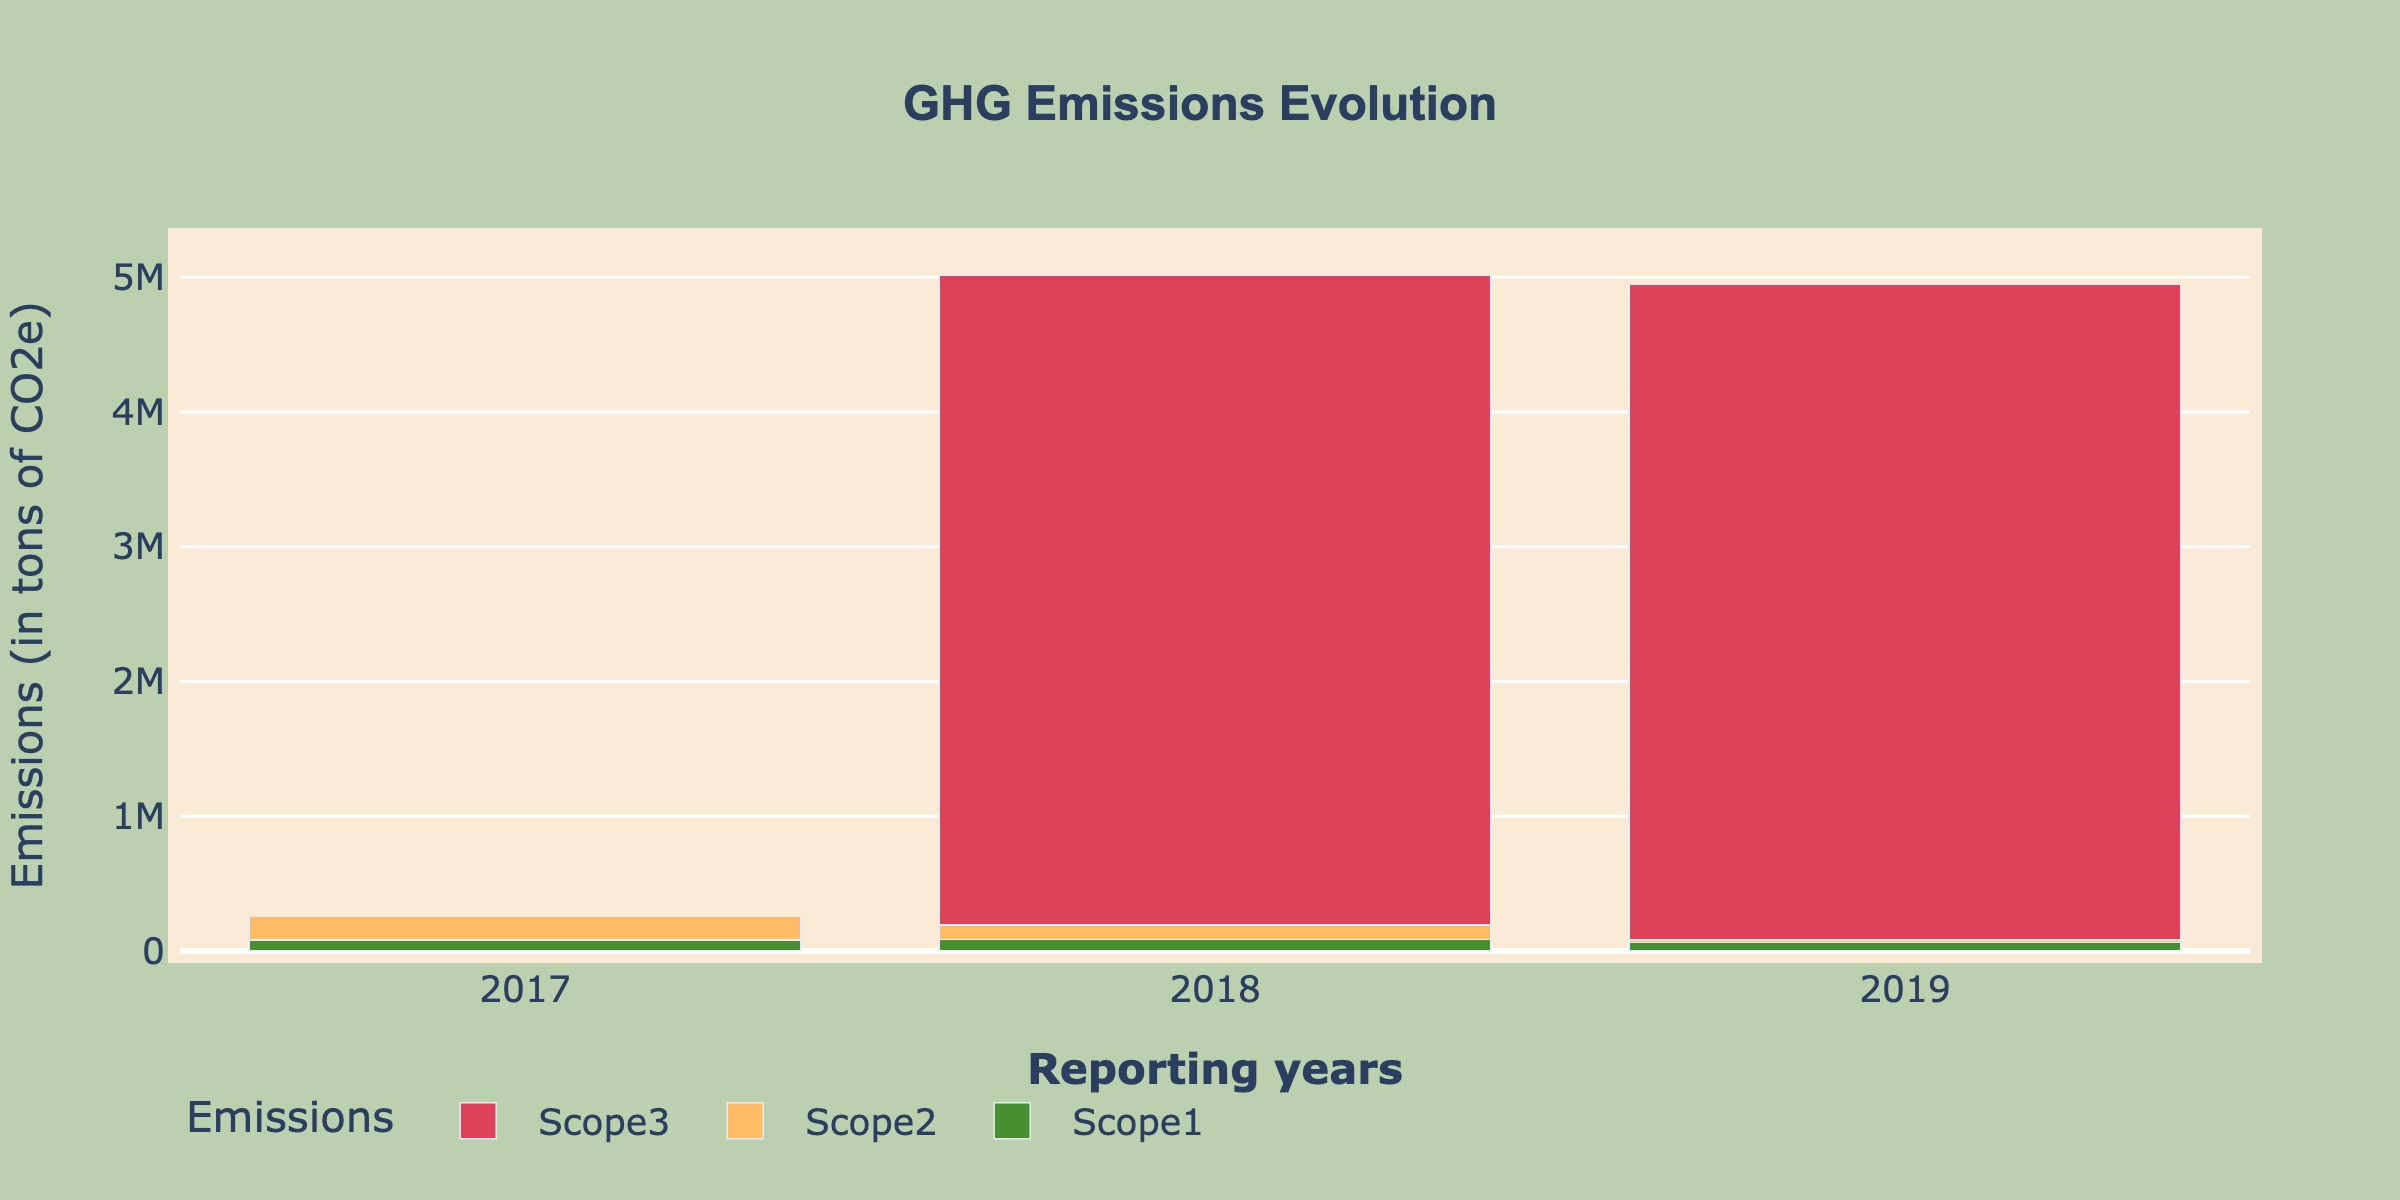 GHG Emissions Evolution
Emissions (in tons of CO2e)
5M
4M
3M
2M
1M
0
2017 2018 2019
Reporting years
Emissions Scope3 Scope2 Scope1